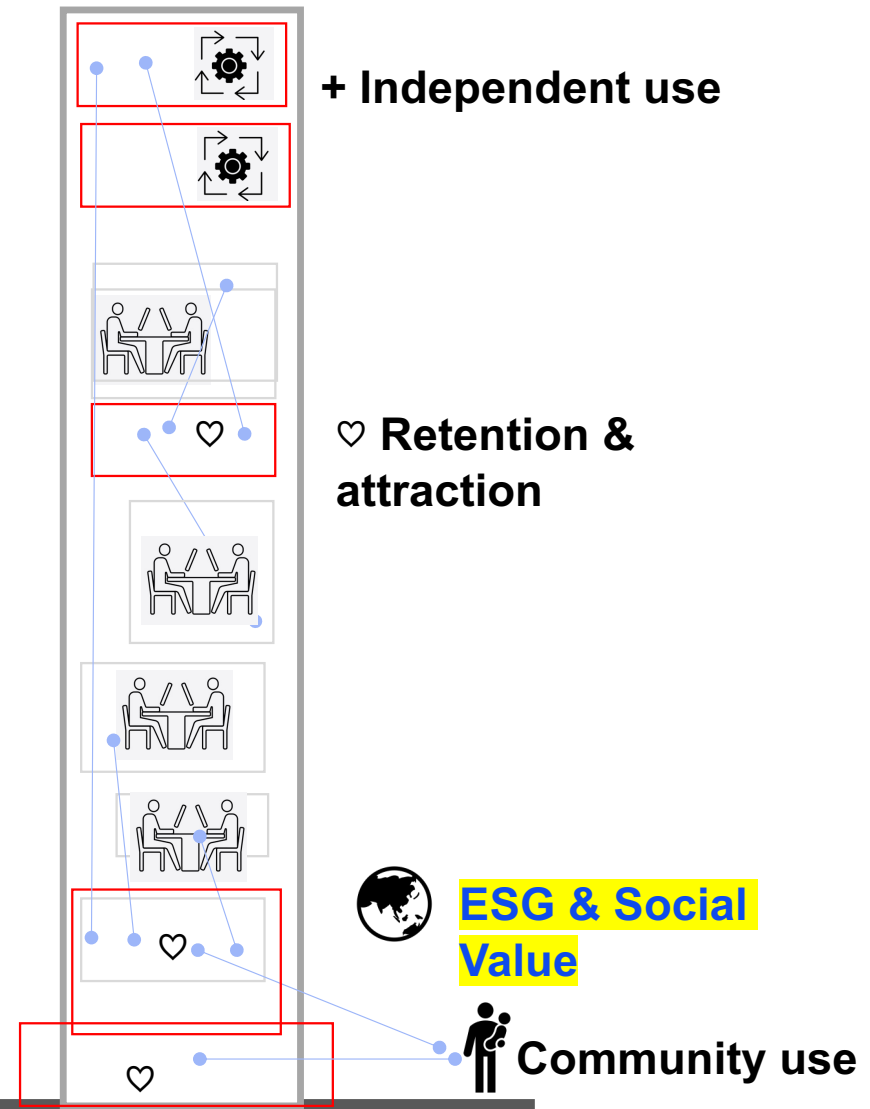 + Independent use
♡ Retention &
attraction
ESG & Social
Value
Community use